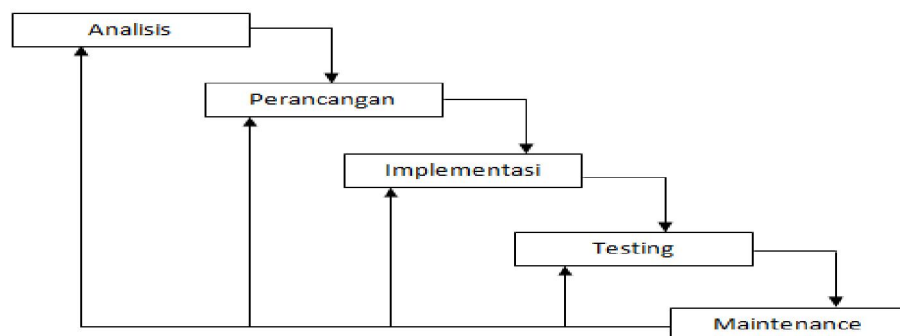 Analisis
Perancangan
Implementasi
Testing
Maintenance